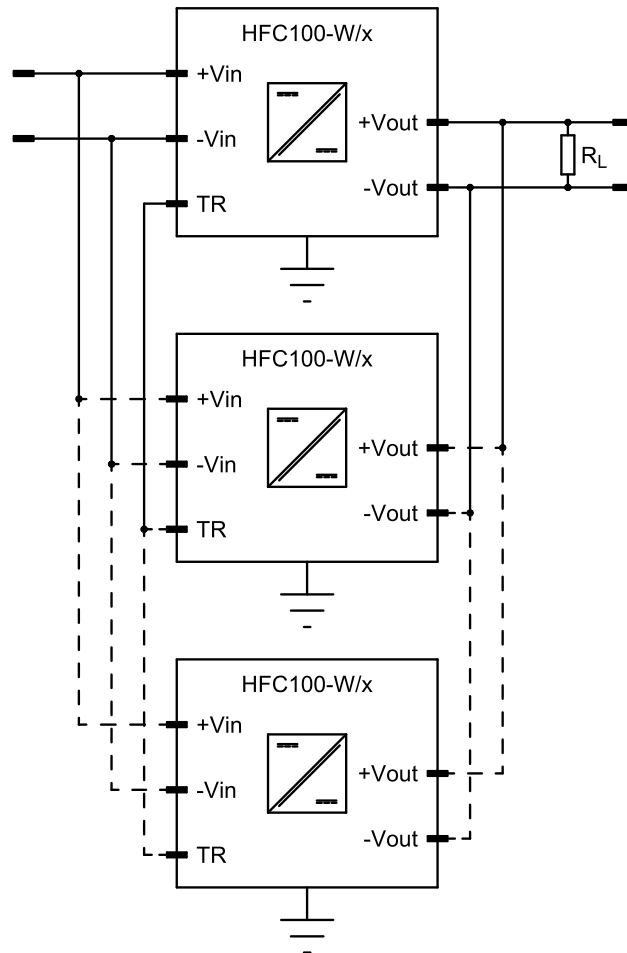 HFC100-W/x
+Vin
+Vout
-Vin
RL
-Vout
TR
HFC100-W/x
+Vin
+Vout
-Vin
-Vout
TR
HFC100-W/x
+Vin
+Vout
-Vin
-Vout
TR